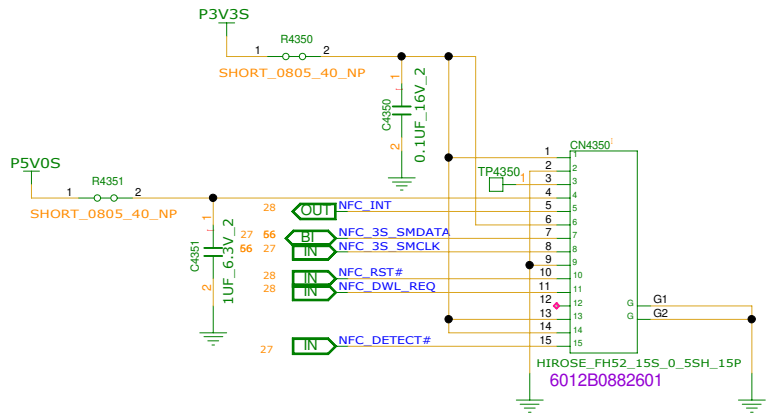 P3V3S
R4350
1 2
SHORT_0805_40_NP
1
C4350
0.1UF_16V_2
2
P5V0S
R4351
1 2
SHORT_0805_40_NP
1
C4351
1UF_6.3V_2
2
CN4350
TP4350
1
1 1
2 2
3 3
4 4
28 OUT NFC_INT 5 5
6 6
27 56 BI NFC_3S_SMDATA 7 7
56 27 IN NFC_3S_SMCLK 8 8
9 9
28 IN NFC_RST# 10 10
28 IN NFC_DWL_REQ 11 11
12 12
13 13
14 14
27 IN NFC_DETECT# 15 15
G G1
G G2
HIROSE_FH52_15S_0_5SH_15P
6012B0882601